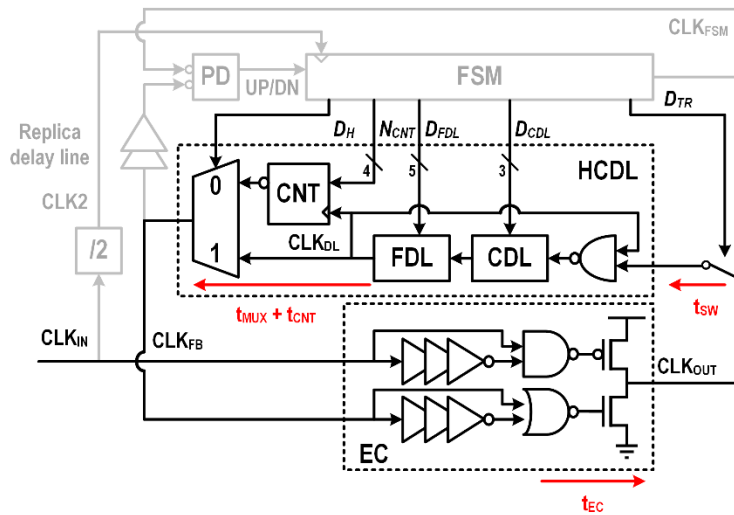 CLKFSM
PD
UP/DN
FSM
Replica
delay line
DH
NCNT
DFDL
DCDL
DTR
4
5
3
HCDL
CLK2
0
1
CNT
CLKDL
FDL
CDL
/2
tMUX + tCNT
tSW
CLKIN
CLKFB
CLKOUT
EC
tEC